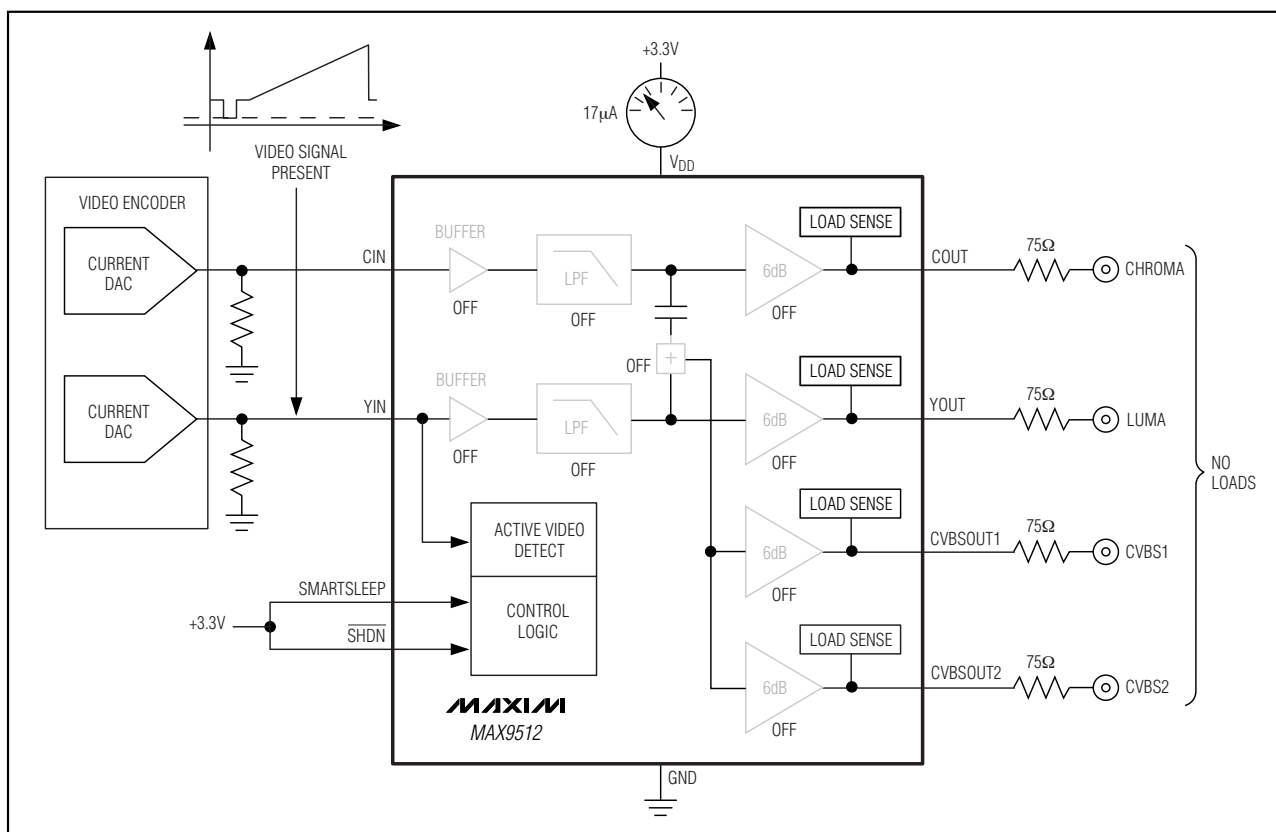 +3.3V
17μA
VDD
VIDEO SIGNAL
PRESENT
VIDEO ENCODER
CURRENT
DAC
CIN
BUFFER
OFF
LPF
OFF
6dB
OFF
LOAD SENSE
COUT
75Ω
CHROMA
OFF
+
CURRENT
DAC
YIN
BUFFER
OFF
LPF
OFF
6dB
OFF
LOAD SENSE
YOUT
75Ω
LUMA
NO
LOADS
ACTIVE VIDEO
DETECT
CONTROL
LOGIC
SMARTSLEEP
+3.3V
SHDN
6dB
OFF
LOAD SENSE
CVBSOUT1
75Ω
CVBS1
6dB
OFF
LOAD SENSE
CVBSOUT2
75Ω
CVBS2
MAXIM
MAX9512
GND